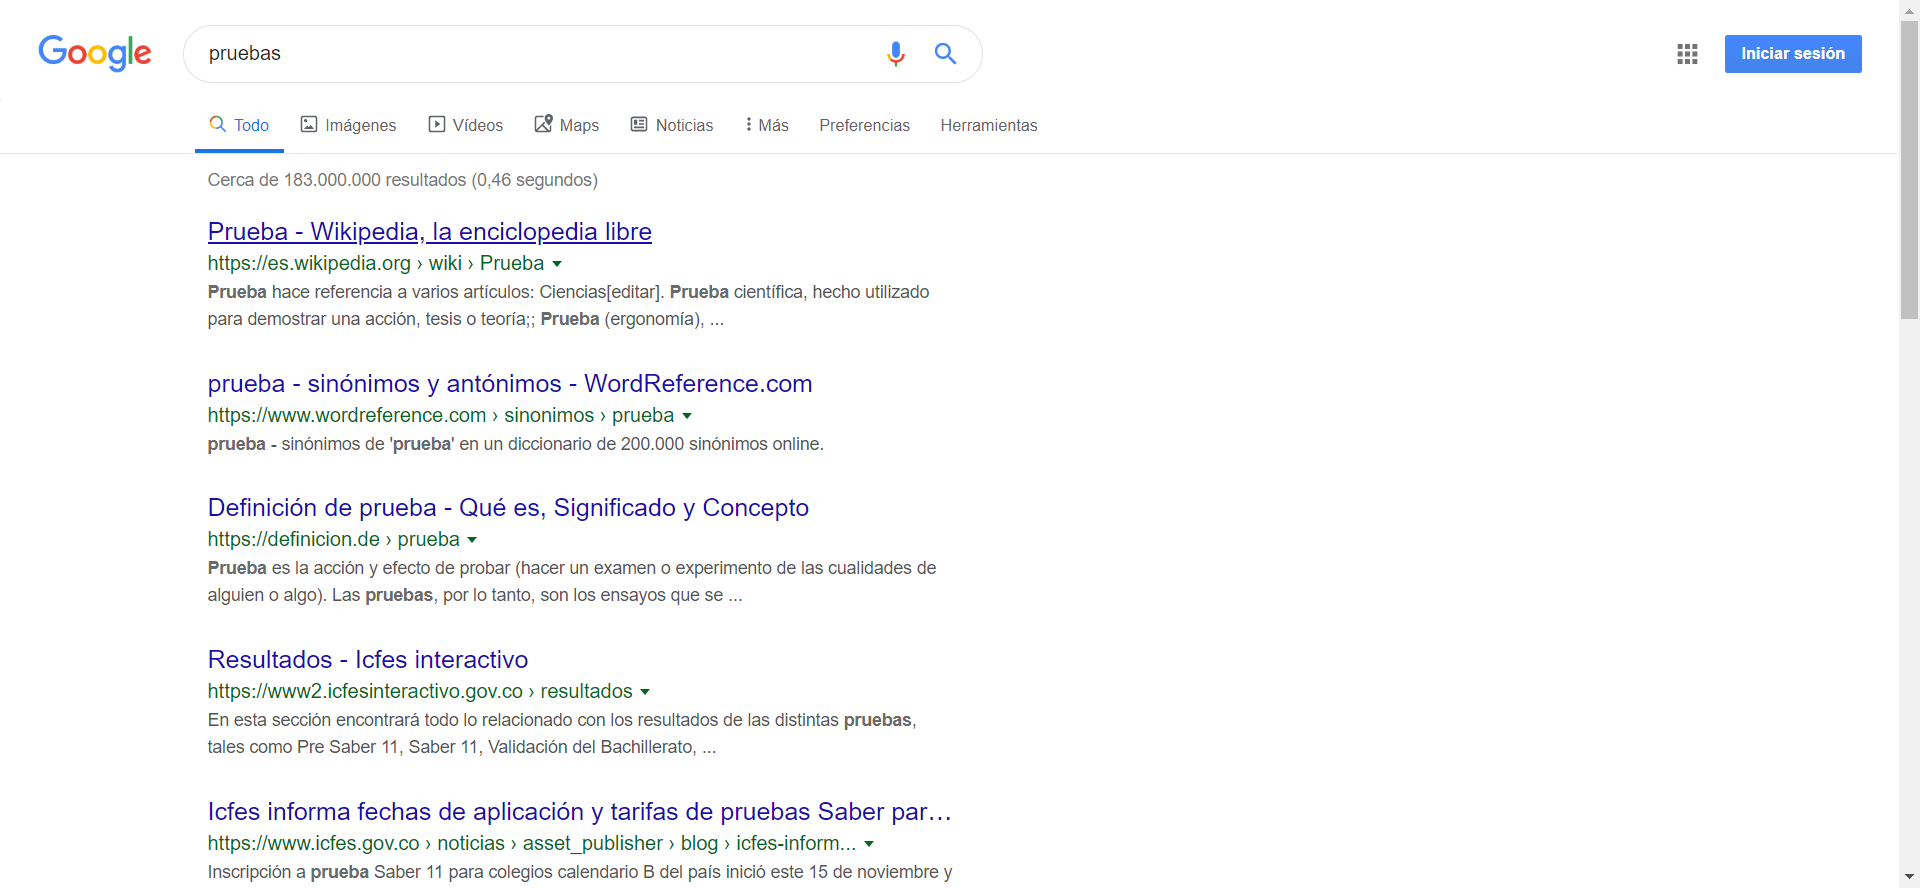 Google
pruebas
Iniciar sesión
Todo Imágenes Vídeos Maps Noticias Más Preferencias Herramientas
Cerca de 183.000.000 resultados (0,46 segundos)
Prueba - Wikipedia, la enciclopedia libre
https://es.wikipedia.org › wiki › Prueba
Prueba hace referencia a varios artículos: Ciencias[editar]. Prueba científica, hecho utilizado
para demostrar una acción, tesis o teoría;; Prueba (ergonomía), ...
prueba - sinónimos y antónimos - WordReference.com
https://www.wordreference.com › sinonimos › prueba
prueba - sinónimos de 'prueba' en un diccionario de 200.000 sinónimos online.
Definición de prueba - Qué es, Significado y Concepto
https://definicion.de › prueba
Prueba es la acción y efecto de probar (hacer un examen o experimento de las cualidades de
alguien o algo). Las pruebas, por lo tanto, son los ensayos que se ...
Resultados - Icfes interactivo
https://www2.icfesinteractivo.gov.co › resultados
En esta sección encontrará todo lo relacionado con los resultados de las distintas pruebas,
tales como Pre Saber 11, Saber 11, Validación del Bachillerato, ...
Icfes informa fechas de aplicación y tarifas de pruebas Saber par...
https://www.icfes.gov.co › noticias › asset_publisher › blog › icfes-inform...
Inscripción a prueba Saber 11 para colegios calendario B del país inició este 15 de noviembre y